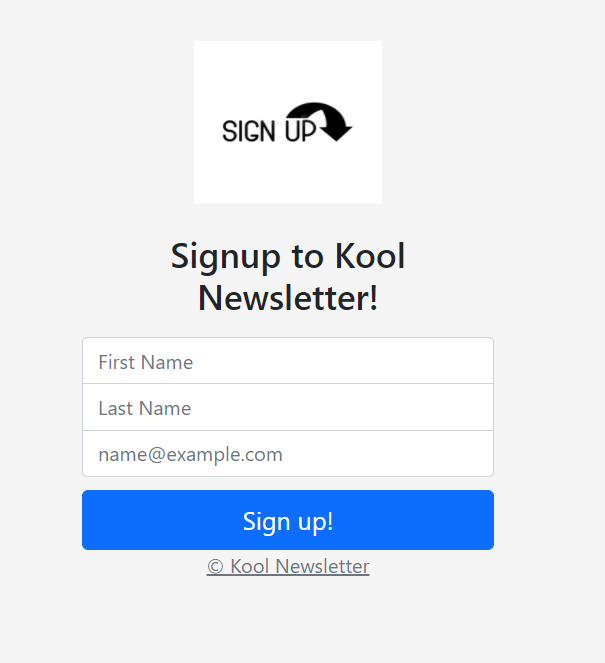 SIGN UP
Signup to Kool
Newsletter!
First Name
Last Name
name@example.com
Sign up!
© Kool Newsletter